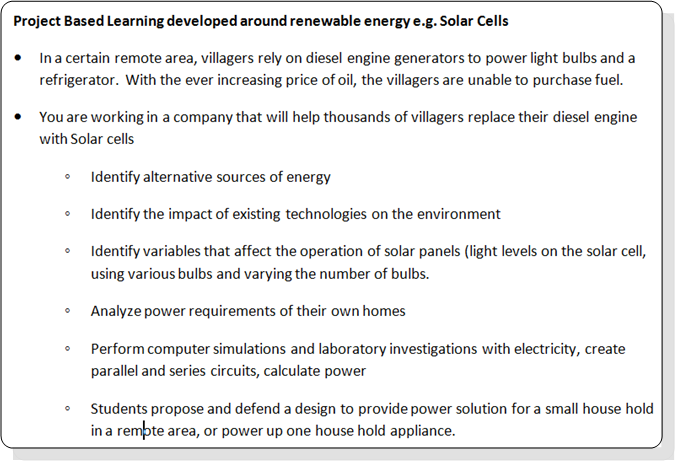 Project Based Learning developed around renewable energy e.g. Solar Cells
● In a certain remote area, villagers rely on diesel engine generators to power light bulbs and a
refrigerator. With the ever increasing price of oil, the villagers are unable to purchase fuel.
● You are working in a company that will help thousands of villagers replace their diesel engine
with Solar cells
○ Identify alternative sources of energy
○ Identify the impact of existing technologies on the environment
○ Identify variables that affect the operation of solar panels (light levels on the solar cell,
using various bulbs and varying the number of bulbs.
○ Analyze power requirements of their own homes
○ Perform computer simulations and laboratory investigations with electricity, create
parallel and series circuits, calculate power
○ Students propose and defend a design to provide power solution for a small house hold
in a remote area, or power up one house hold appliance.